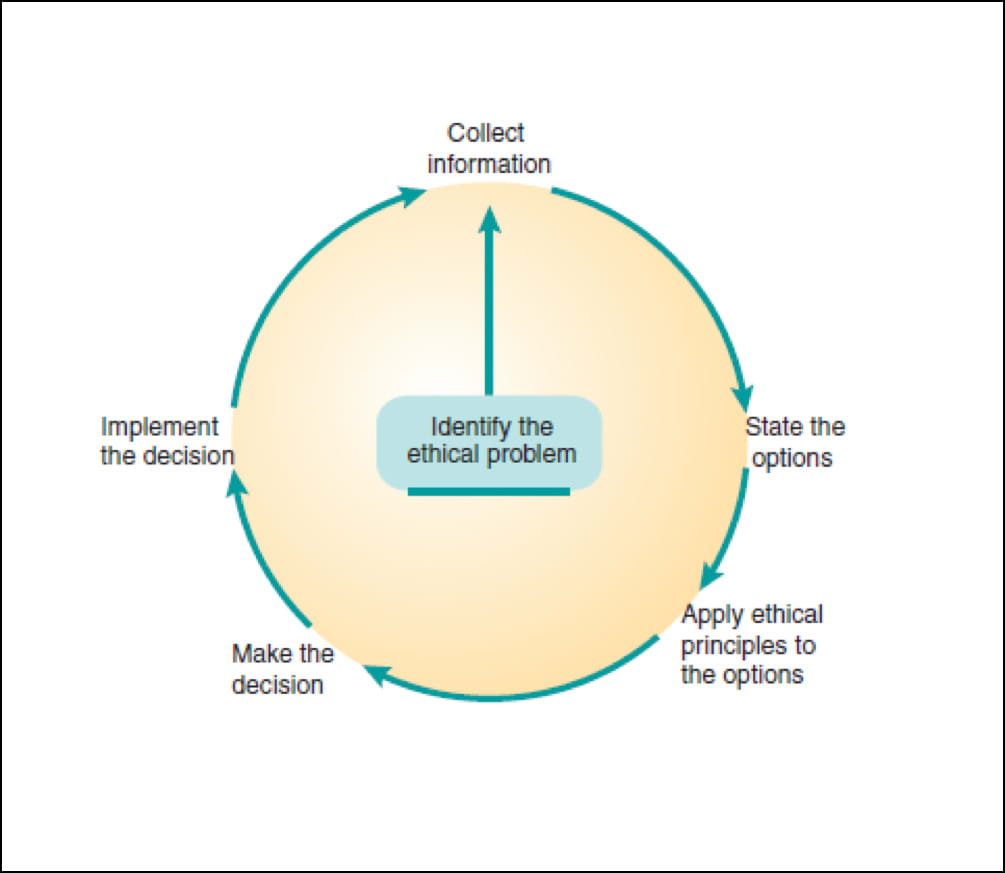 Collect
information
Identify the
ethical problem
State the
options
Apply ethical
principles to
the options
Make the
decision
Implement
the decision